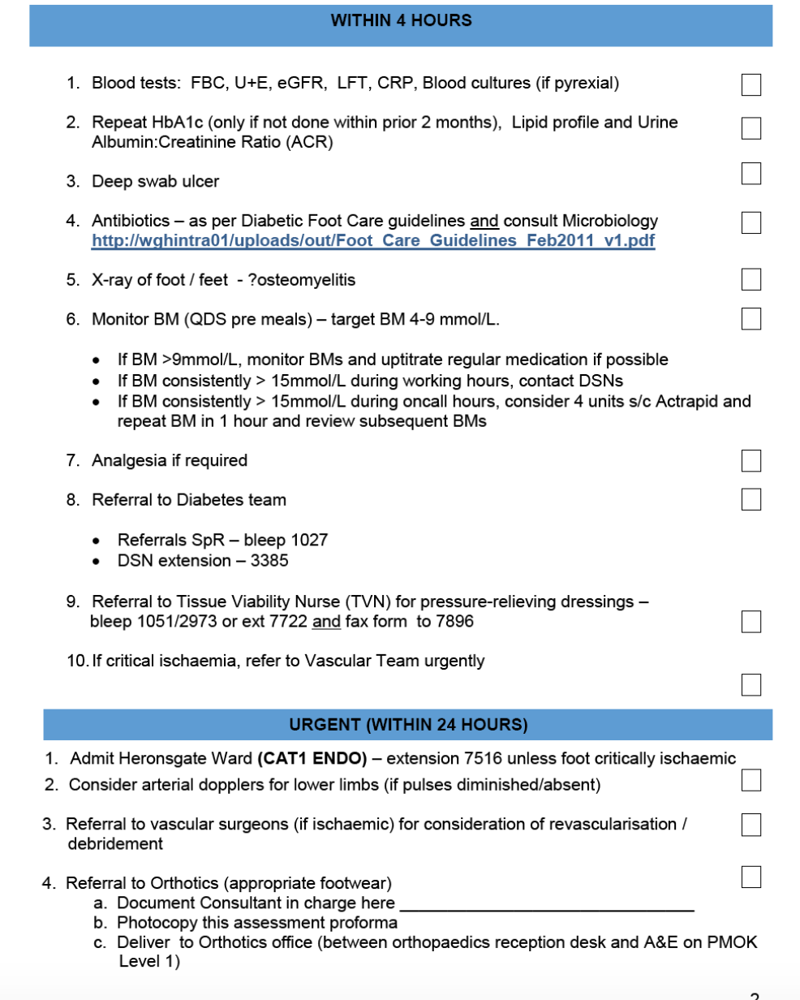 WITHIN 4 HOURS
1. Blood tests: FBC, U+E, eGFR, LFT, CRP, Blood cultures (if pyrexial)
2. Repeat HbA1c (only if not done within prior 2 months), Lipid profile and Urine
Albumin:Creatinine Ratio (ACR)
3. Deep swab ulcer
4. Antibiotics – as per Diabetic Foot Care guidelines and consult Microbiology
http://wghintra01/uploads/out/Foot_Care_Guidelines_Feb2011_v1.pdf
5. X-ray of foot / feet - ?osteomyelitis
6. Monitor BM (QDS pre meals) – target BM 4-9 mmol/L.
• If BM >9mmol/L, monitor BMs and uptitrate regular medication if possible
• If BM consistently > 15mmol/L during working hours, contact DSNs
• If BM consistently > 15mmol/L during oncall hours, consider 4 units s/c Actrapid and
repeat BM in 1 hour and review subsequent BMs
7. Analgesia if required
8. Referral to Diabetes team
• Referrals SpR – bleep 1027
• DSN extension – 3385
9. Referral to Tissue Viability Nurse (TVN) for pressure-relieving dressings –
bleep 1051/2973 or ext 7722 and fax form to 7896
10. If critical ischaemia, refer to Vascular Team urgently
URGENT (WITHIN 24 HOURS)
1. Admit Heronsgate Ward (CAT1 ENDO) – extension 7516 unless foot critically ischaemic
2. Consider arterial dopplers for lower limbs (if pulses diminished/absent)
3. Referral to vascular surgeons (if ischaemic) for consideration of revascularisation /
debridement
4. Referral to Orthotics (appropriate footwear)
a. Document Consultant in charge here ______________________________
b. Photocopy this assessment proforma
c. Deliver to Orthotics office (between orthopaedics reception desk and A&E on PMOK
Level 1)
2